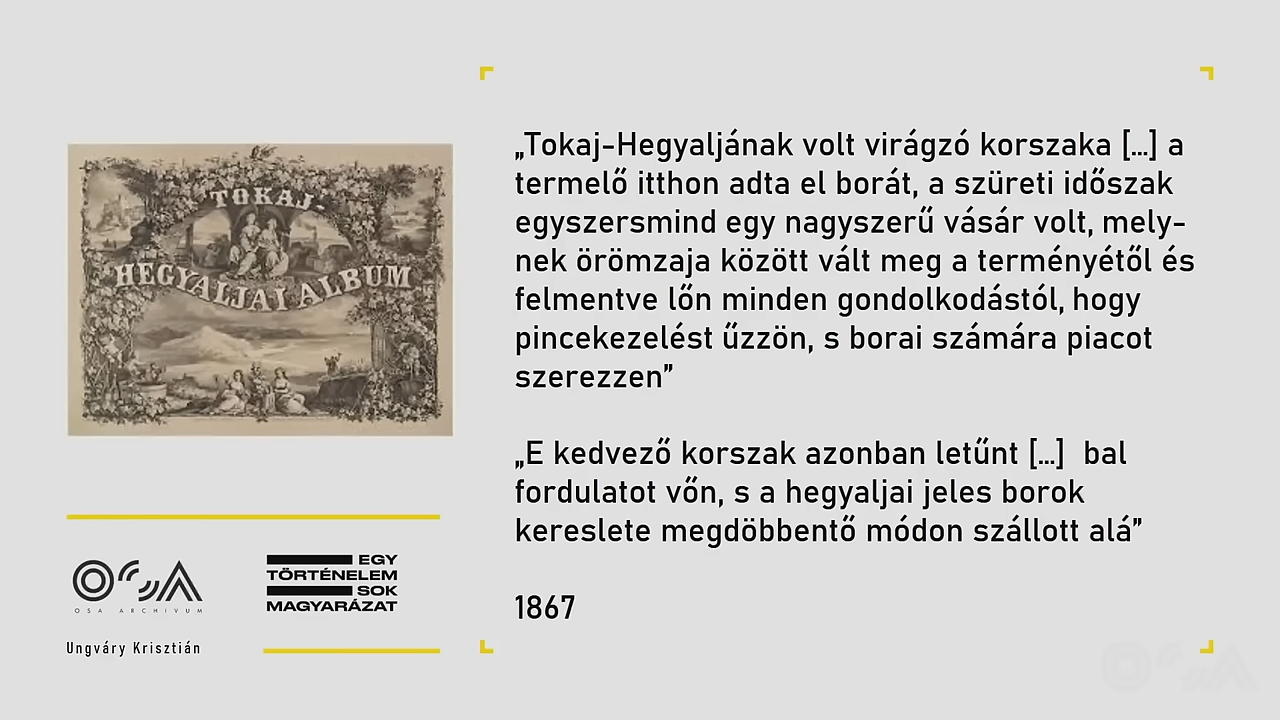 TOKAJ-
HEGYALJAI ALBUM
„Tokaj-Hegyaljának volt virágzó korszaka [...] a
termelő itthon adta el borát, a szüreti időszak
egyszersmind egy nagyszerű vásár volt, mely-
nek örömzaja között vált meg a terményétől és
felmentve lőn minden gondolkodástól, hogy
pincekezelést űzzön, s borai számára piacot
szerezzen”
„E kedvező korszak azonban letűnt [...]  bal
fordulatot vőn, s a hegyaljai jeles borok
kereslete megdöbbentő módon szállott alá”
1867
OSA
OSA ARCHIVUM
EGY
TÖRTÉNELEM
SOK
MAGYARÁZAT
Ungváry Krisztián
OSA